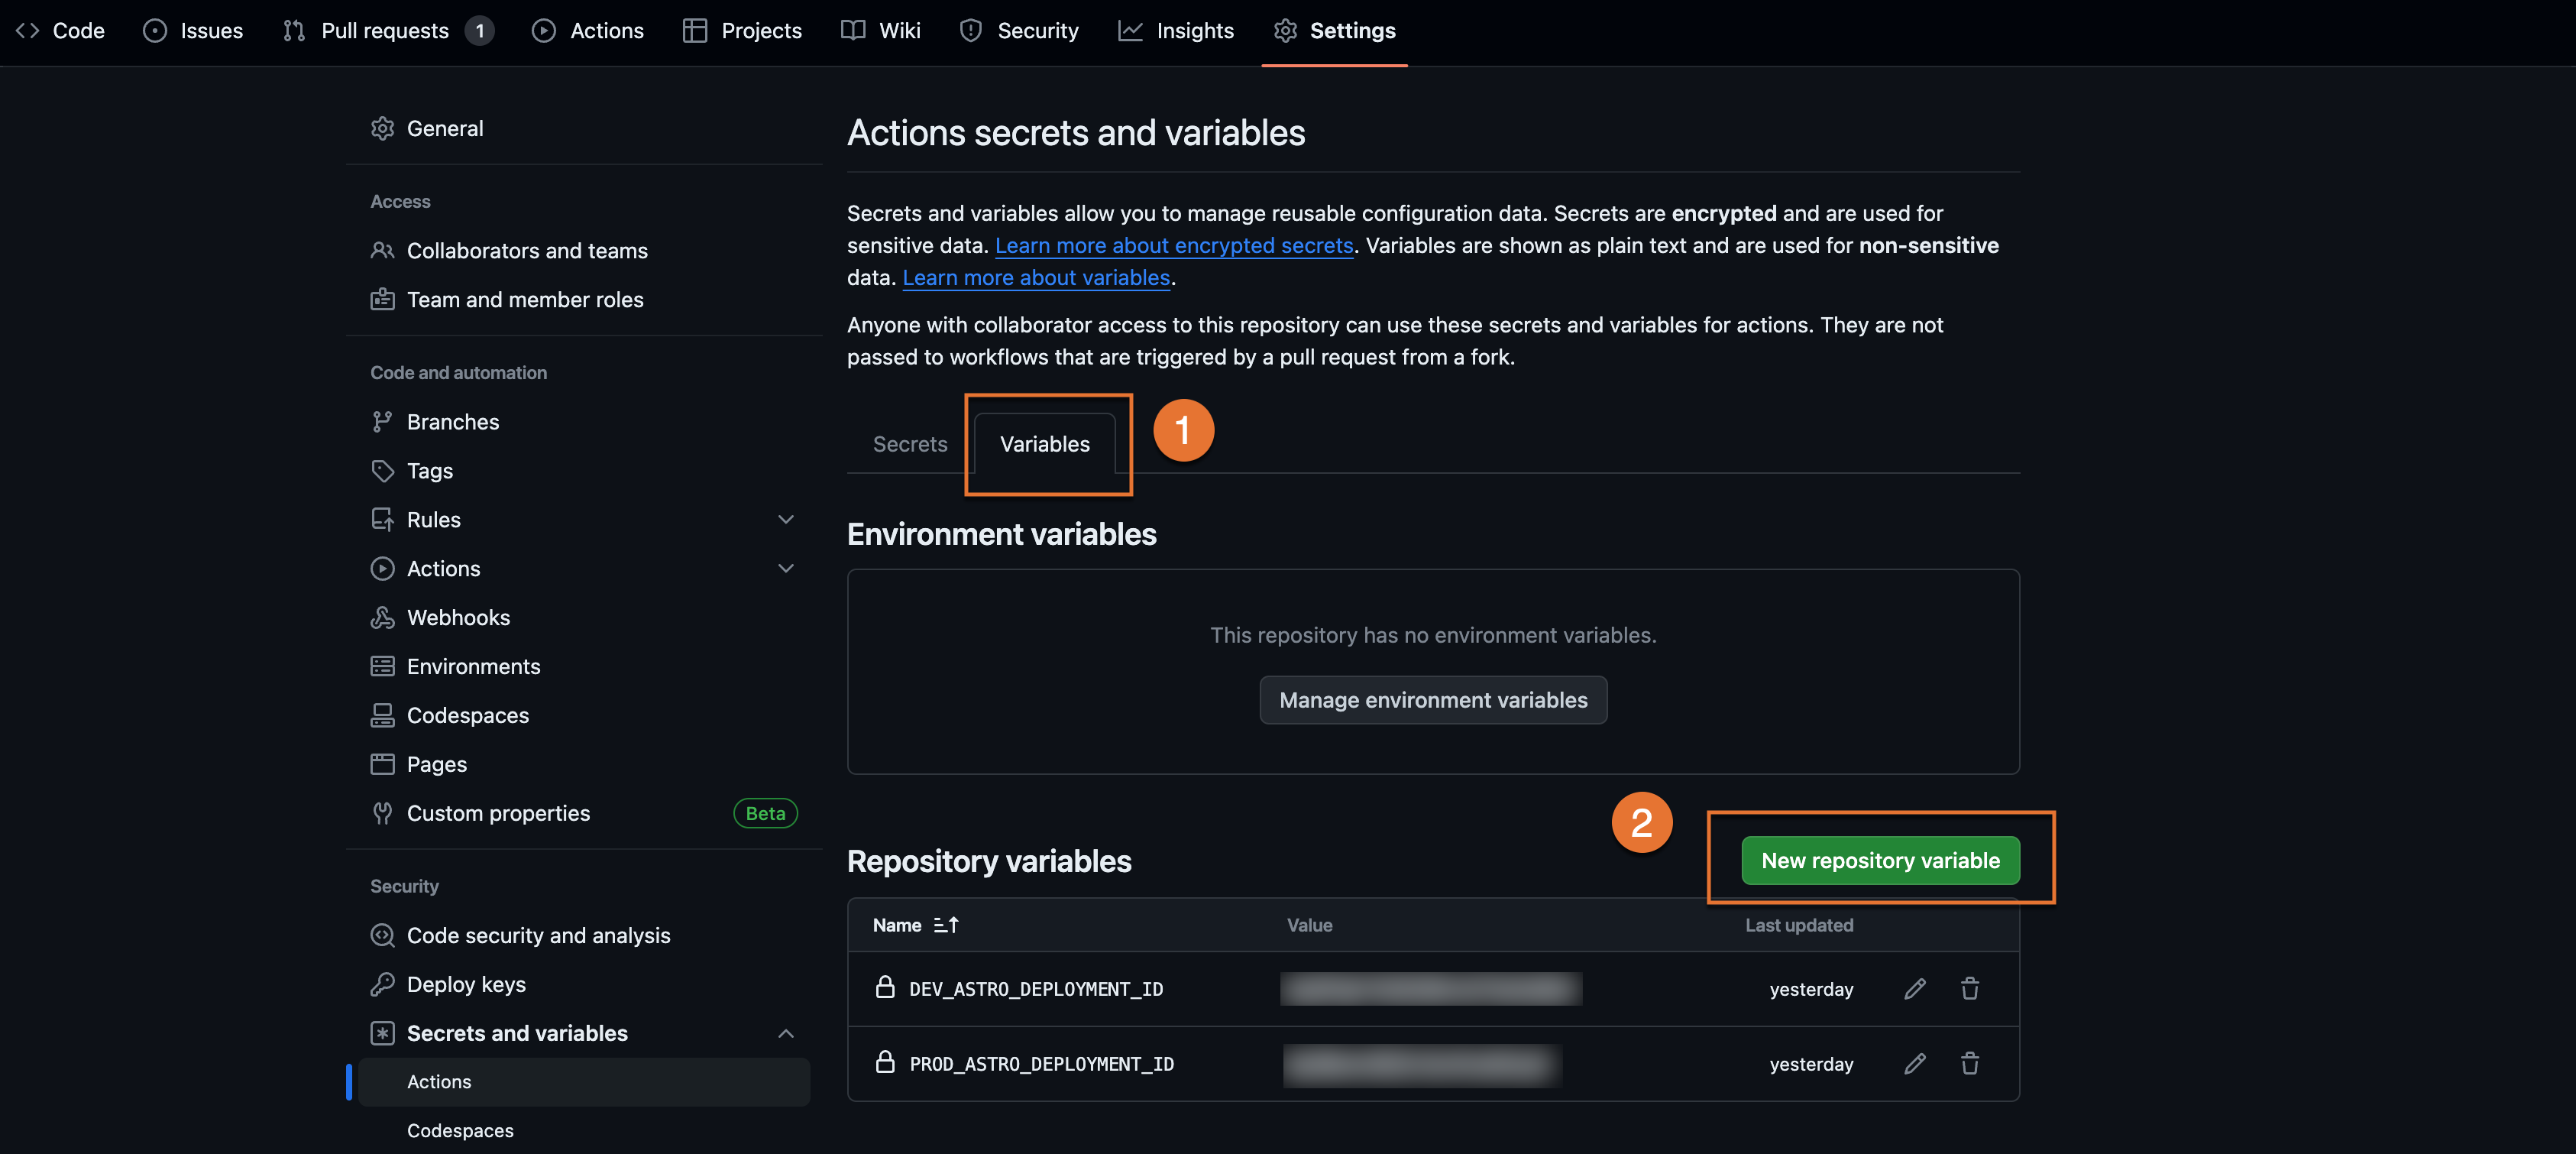 Code
Issues
Pull requests 1
Actions
Projects
Wiki
Security
Insights
Settings
General
Access
Collaborators and teams
Team and member roles
Code and automation
Branches
Tags
Rules
Actions
Webhooks
Environments
Codespaces
Pages
Custom properties Beta
Security
Code security and analysis
Deploy keys
Secrets and variables
Actions
Codespaces
Actions secrets and variables
Secrets and variables allow you to manage reusable configuration data. Secrets are encrypted and are used for
sensitive data. Learn more about encrypted secrets. Variables are shown as plain text and are used for non-sensitive
data. Learn more about variables.
Anyone with collaborator access to this repository can use these secrets and variables for actions. They are not
passed to workflows that are triggered by a pull request from a fork.
Secrets
Variables
1
Environment variables
This repository has no environment variables.
Manage environment variables
2
Repository variables
New repository variable
Name Value Last updated
DEV_ASTRO_DEPLOYMENT_ID yesterday
PROD_ASTRO_DEPLOYMENT_ID yesterday